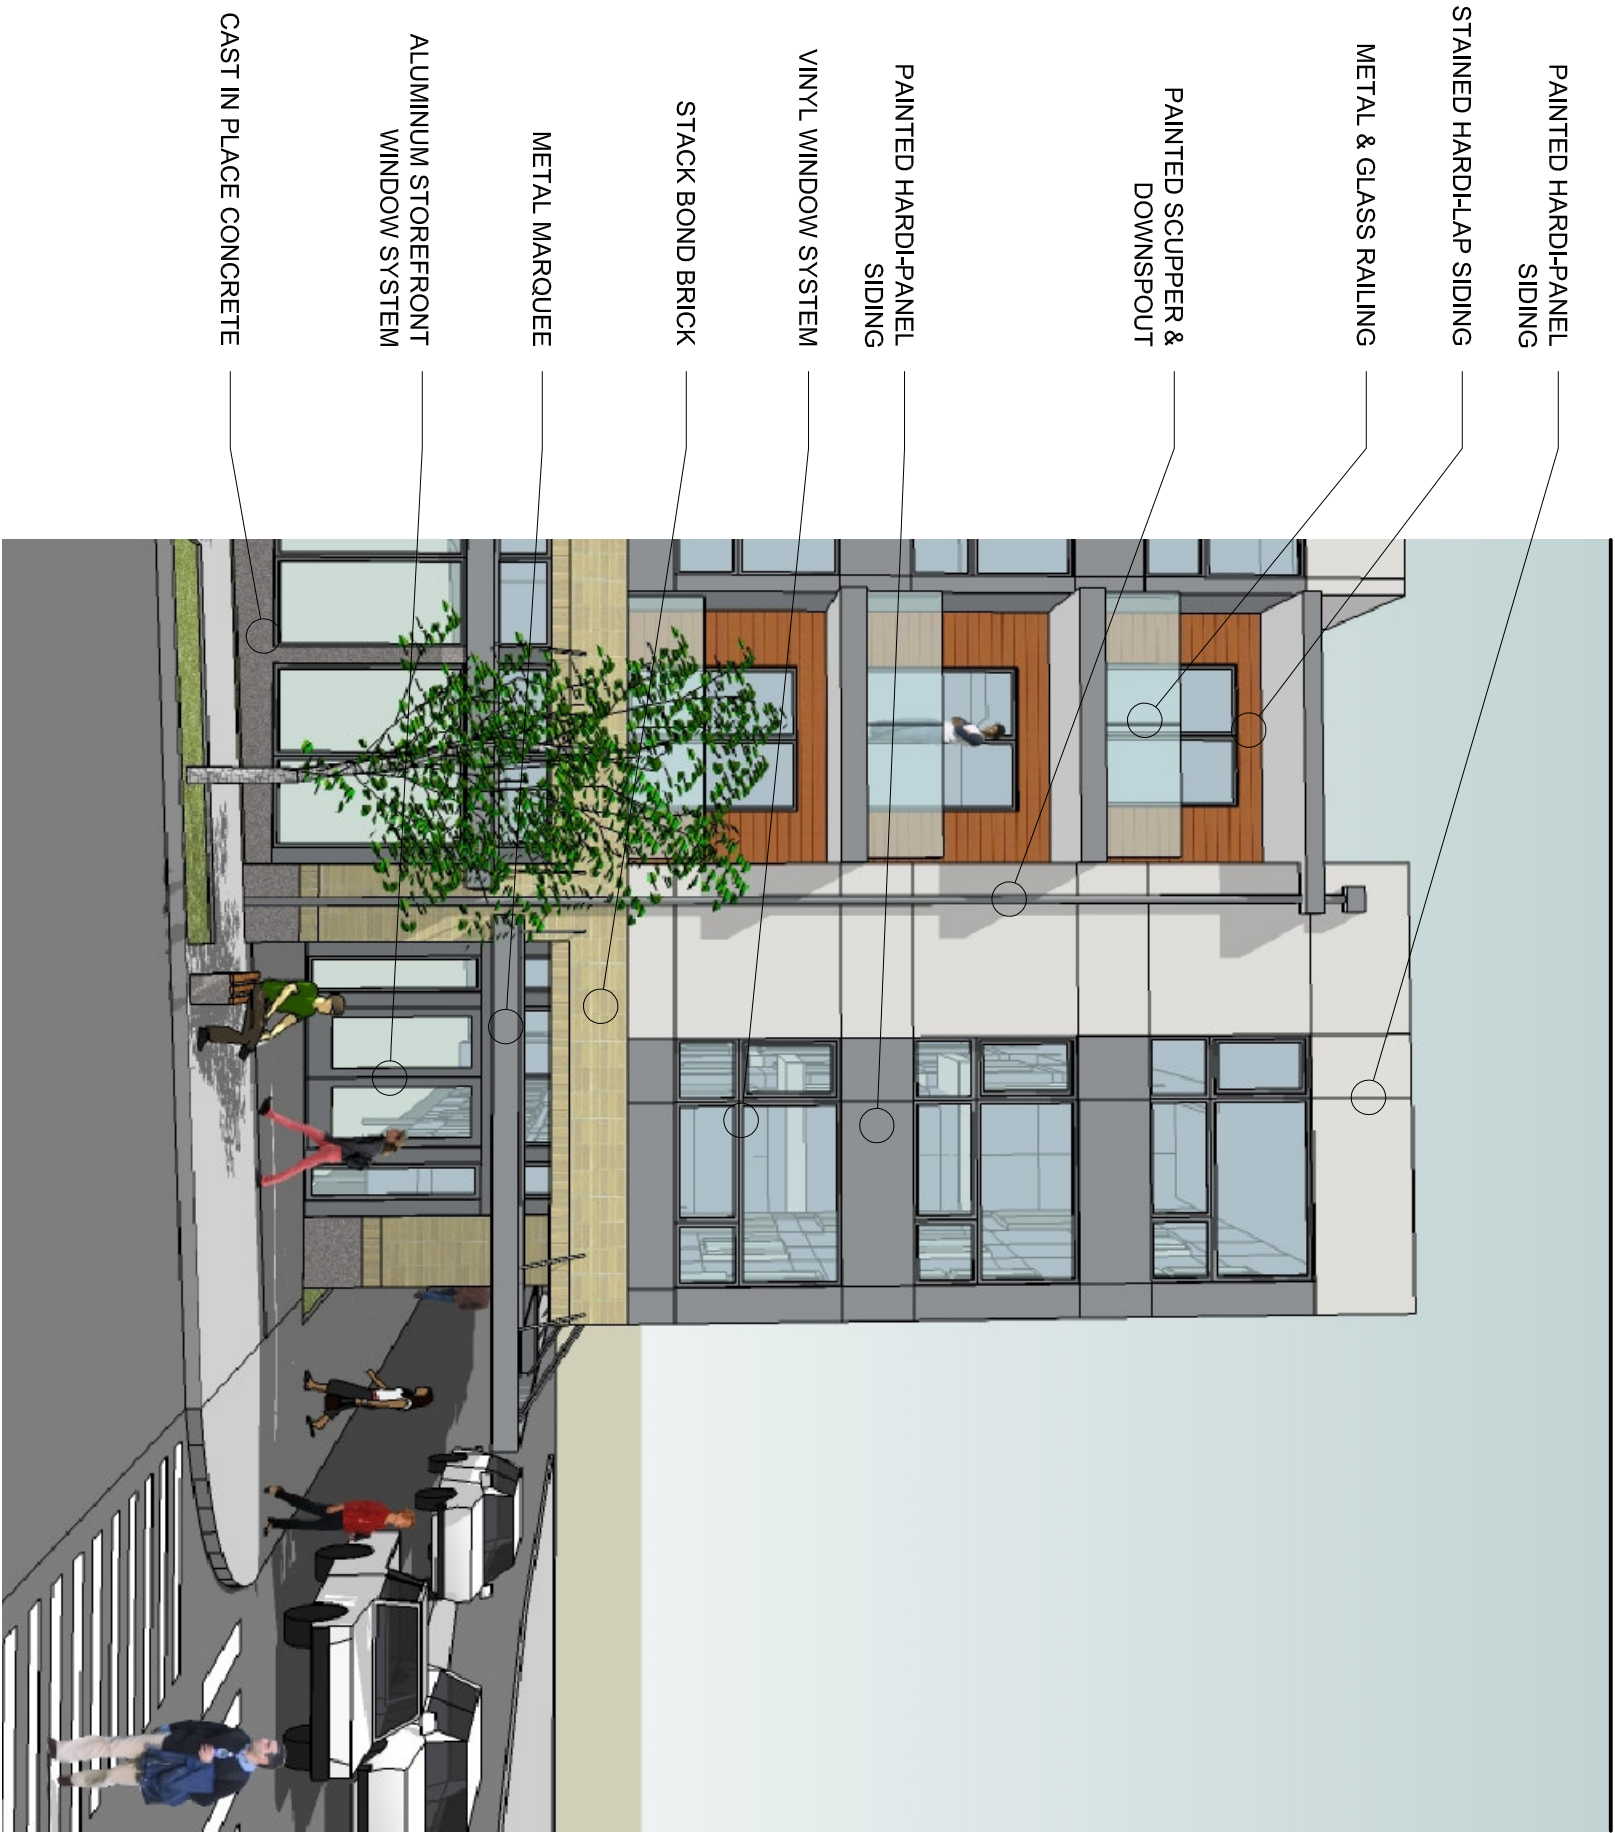 PAINTED HARDI-PANEL
SIDING
STAINED HARDI-LAP SIDING
METAL & GLASS RAILING
PAINTED SCUPPER &
DOWNSPOUT
PAINTED HARDI-PANEL
SIDING
VINYL WINDOW SYSTEM
STACK BOND BRICK
METAL MARQUEE
ALUMINUM STOREFRONT
WINDOW SYSTEM
CAST IN PLACE CONCRETE